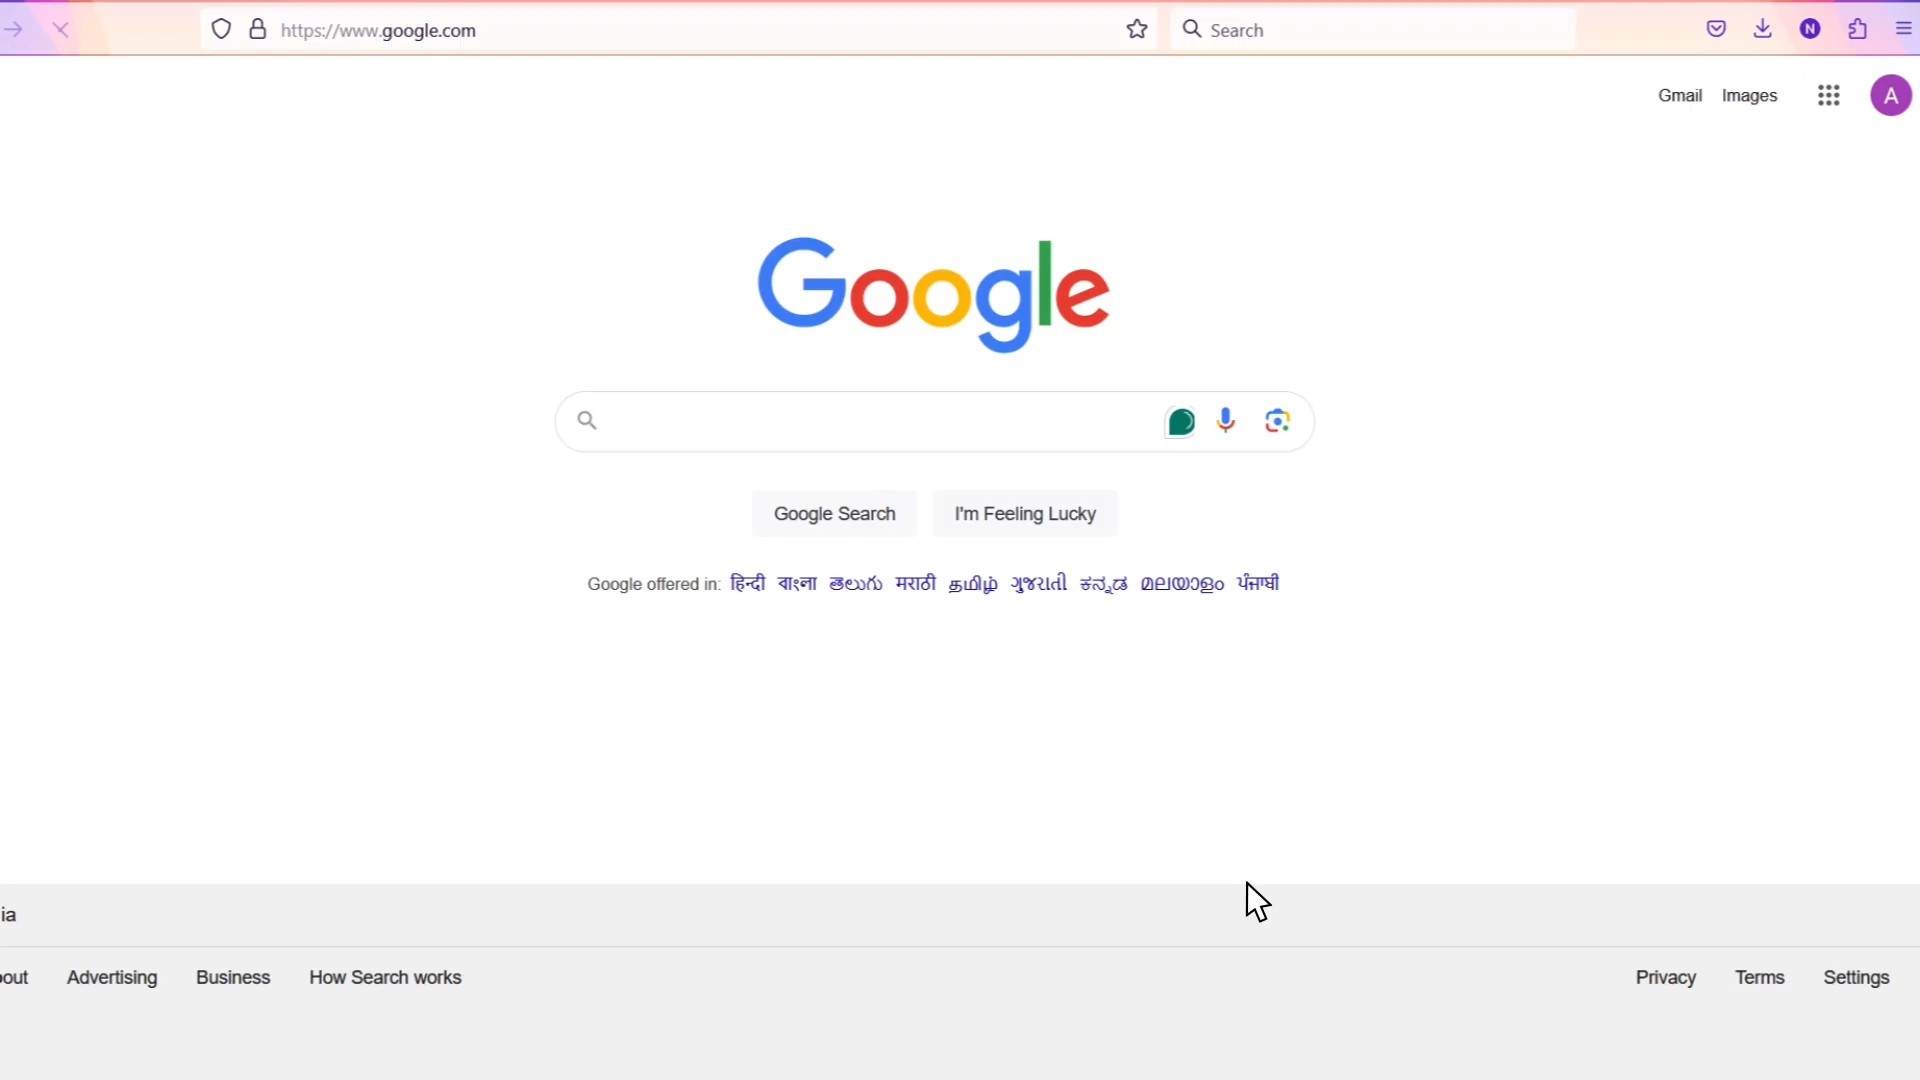 https://www.google.com
Search
N
Gmail Images
A
Google
Google Search
I'm Feeling Lucky
Google offered in: हिन्दी বাংলা తెలుగు मराठी தமிழ் ગુજરાતી ಕನ್ನಡ മലയാളം ਪੰਜਾਬੀ
ia
out Advertising Business How Search works
Privacy Terms Settings